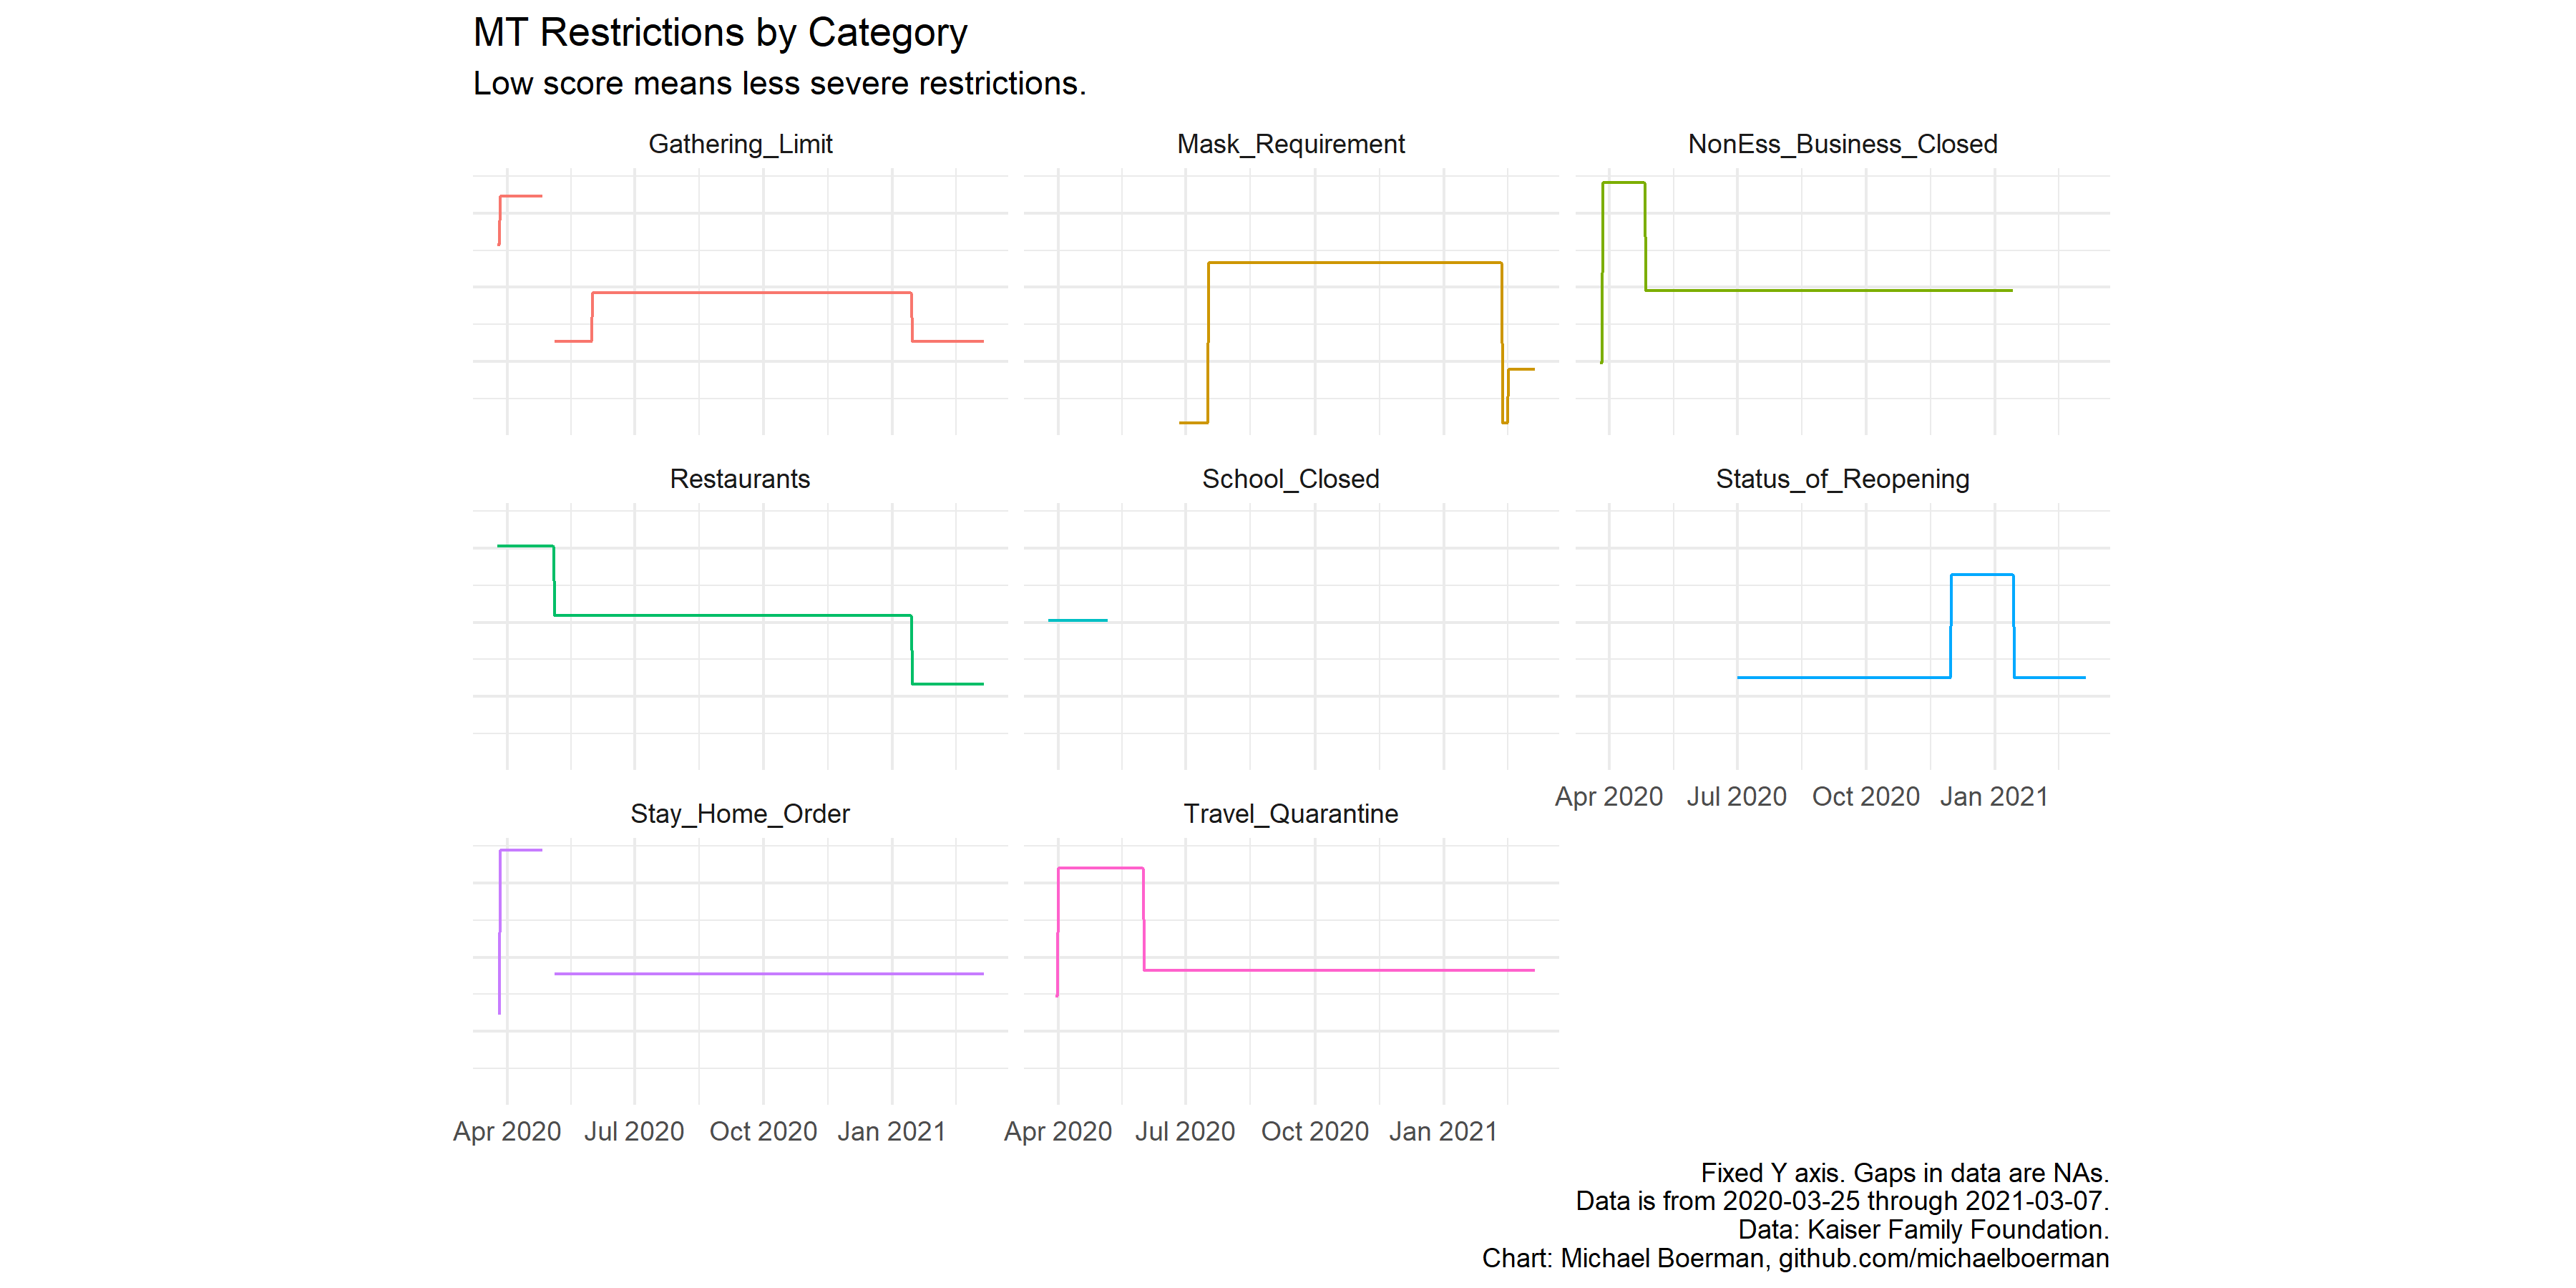 MT Restrictions by Category
Low score means less severe restrictions.
Gathering_Limit
Mask_Requirement
NonEss_Business_Closed
Restaurants
School_Closed
Status_of_Reopening
Apr 2020 Jul 2020 Oct 2020 Jan 2021
Stay_Home_Order
Travel_Quarantine
Apr 2020 Jul 2020 Oct 2020 Jan 2021
Apr 2020 Jul 2020 Oct 2020 Jan 2021
Fixed Y axis. Gaps in data are NAs.
Data is from 2020-03-25 through 2021-03-07.
Data: Kaiser Family Foundation.
Chart: Michael Boerman, github.com/michaelboerman